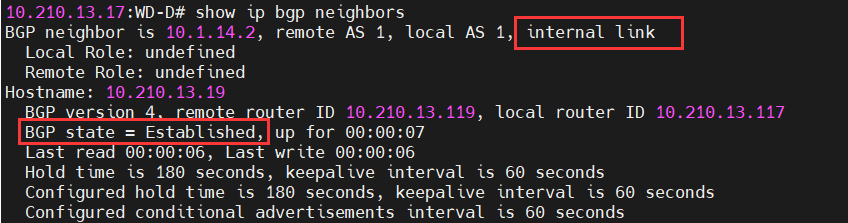 10.210.13.17:WD-D# show ip bgp neighbors
BGP neighbor is 10.1.14.2, remote AS 1, local AS 1, internal link
Local Role: undefined
Remote Role: undefined
Hostname: 10.210.13.19
BGP version 4, remote router ID 10.210.13.119, local router ID 10.210.13.117
BGP state = Established, up for 00:00:07
Last read 00:00:06, Last write 00:00:06
Hold time is 180 seconds, keepalive interval is 60 seconds
Configured hold time is 180 seconds, keepalive interval is 60 seconds
Configured conditional advertisements interval is 60 seconds